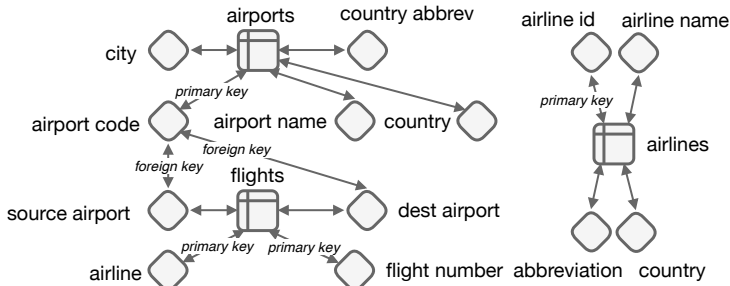 airports country abbrev airline id airline name
city
primary key primary key
airport code airport name country
foreign key airlines
foreign key flights
source airport dest airport
primary key primary key
airline flight number abbreviation country